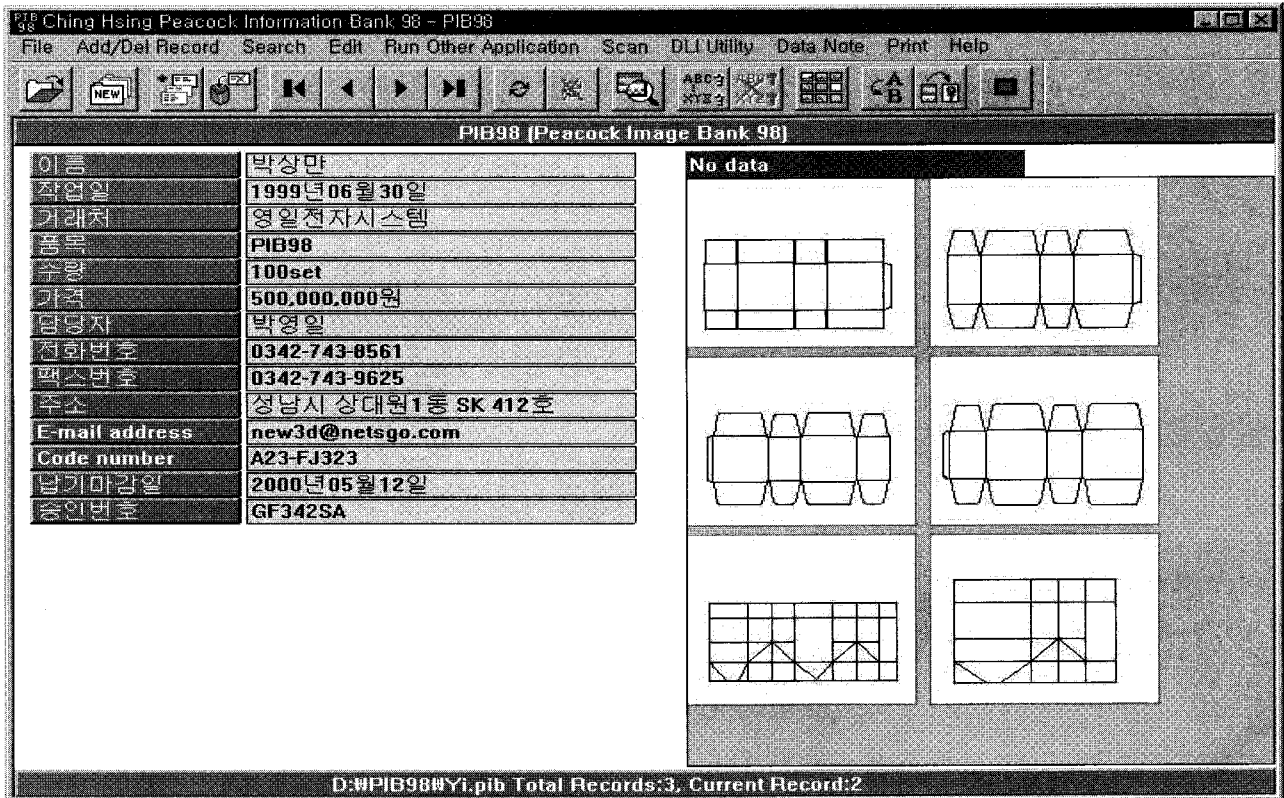 PIB 98 Ching Hsing Peacock Information Bank 98 - PIB98
File Add/Del Record Search Edit Run Other Application Scan DLI Utility Data Note Print Help
NEW ABC XYZ A B
PIB98 (Peacock Image Bank 98)
이름 박상만
작업일 1999년06월30일
거래처 영일전자시스템
품목 PIB98
수량 100set
가격 500,000,000원
담당자 박영일
전화번호 0342-743-8561
팩스번호 0342-743-9625
주소 성남시 상대원1동 SK 412호
E-mail address new3d@netsgo.com
Code number A23-FJ323
납기마감일 2000년05월12일
승인번호 GF342SA
No data
D:₩PIB98₩Yi.pib Total Records:3, Current Record:2